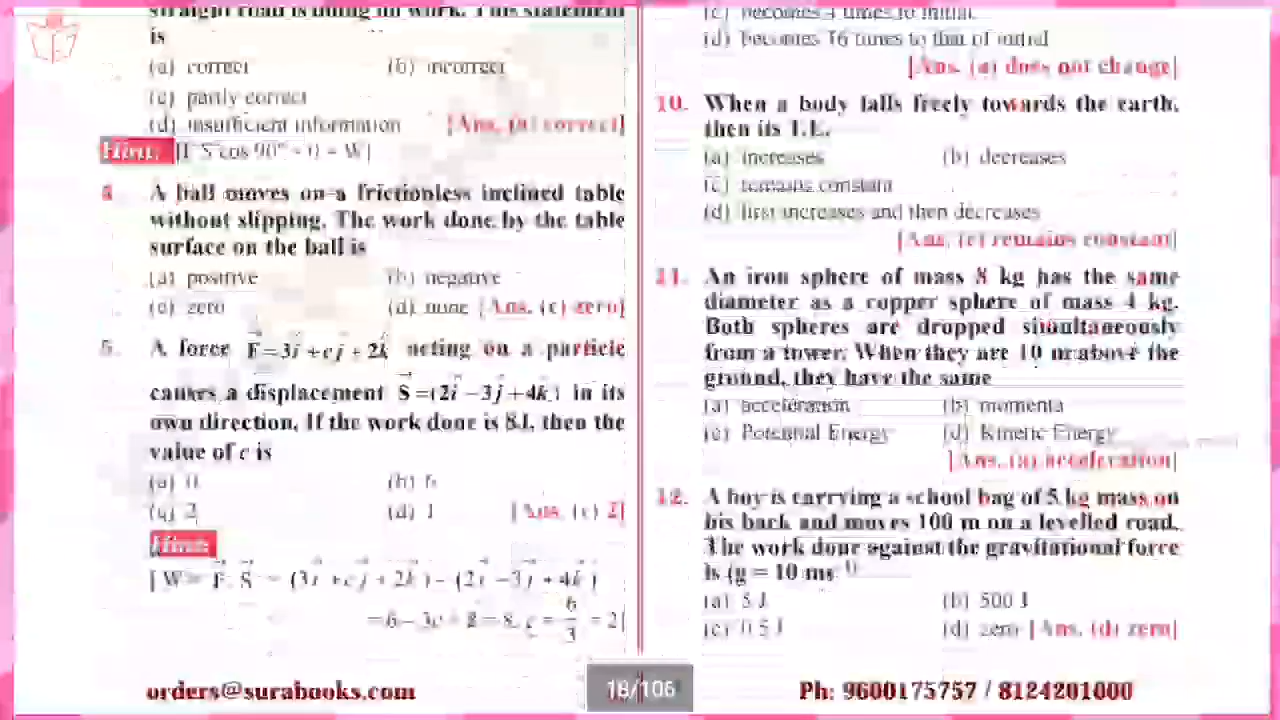 straight road is doing no work. This statement
is
(a) correct (b) incorrect
(c) partly correct
(d) insufficient information [Ans. (a) correct]
Hint: [F S cos 90° = 0 = W]
4. A ball moves on a frictionless inclined table
without slipping. The work done by the table
surface on the ball is
(a) positive (b) negative
(c) zero (d) none [Ans. (c) zero]
5. A force F⃗ = 3i⃗ + cj⃗ + 2k⃗ acting on a particle
causes a displacement S⃗ = (2i⃗ − 3j⃗ + 4k⃗) in its
own direction. If the work done is 8J, then the
value of c is
(a) 0 (b) 6
(c) 2 (d) 1 [Ans. (c) 2]
Hint:
[W = F⃗ . S⃗ = (3i⃗ + cj⃗ + 2k⃗) - (2i⃗ − 3j⃗ + 4k⃗)
= 6 − 3c + 8 = 8, c = 6/3 = 2]
orders@surabooks.com
(c) becomes 4 times to initial
(d) becomes 16 times to that of initial
[Ans. (a) does not change]
10. When a body falls freely towards the earth,
then its T.E.
(a) increases (b) decreases
(c) remains constant
(d) first increases and then decreases
[Ans. (c) remains constant]
11. An iron sphere of mass 8 kg has the same
diameter as a copper sphere of mass 4 kg.
Both spheres are dropped simultaneously
from a tower. When they are 10 m above the
ground, they have the same
(a) acceleration (b) momenta
(c) Potential Energy (d) Kinetic Energy
[Ans. (a) acceleration]
12. A boy is carrying a school bag of 5 kg mass on
his back and moves 100 m on a levelled road.
The work done against the gravitational force
is (g = 10 ms
(a) 5 J (b) 500 J
(c) 0.5 J (d) zero [Ans. (d) zero]
18/106
Ph: 9600175757 / 8124201000